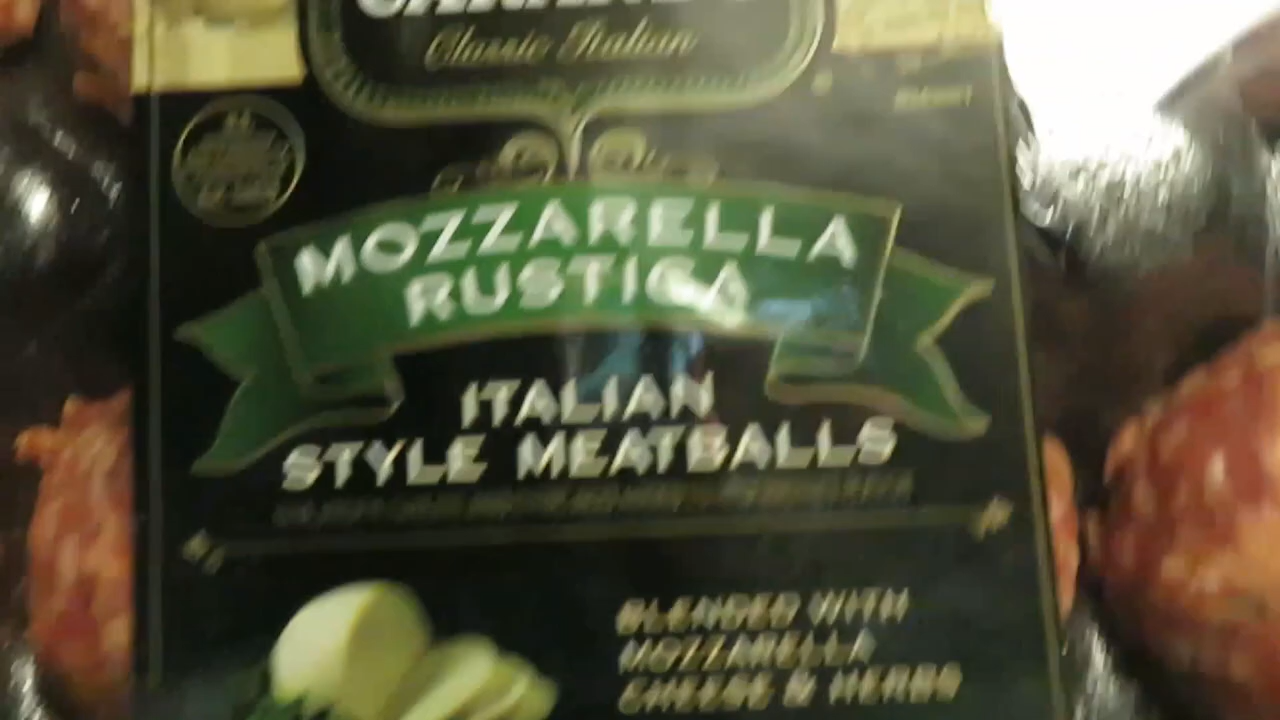 Classic Italian
MOZZARELLA
RUSTICA
ITALIAN
STYLE MEATBALLS
BLENDED WITH
MOZZARELLA
CHEESE & HERBS